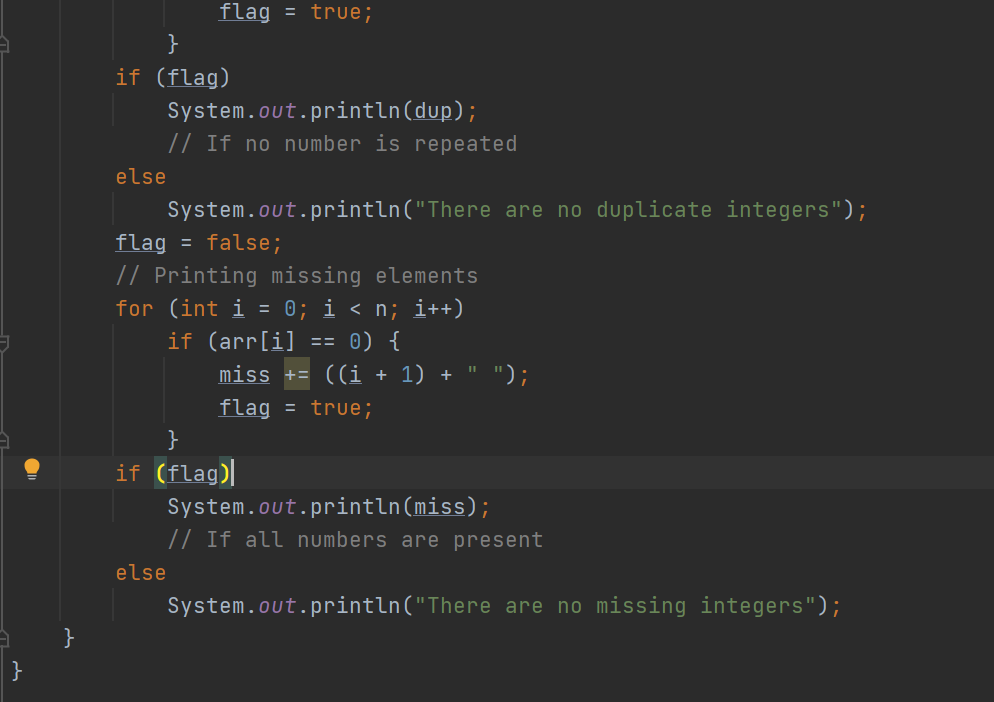 flag = true;
}
if (flag)
System.out.println(dup);
// If no number is repeated
else
System.out.println("There are no duplicate integers");
flag = false;
// Printing missing elements
for (int i = 0; i < n; i++)
if (arr[i] == 0) {
miss += ((i + 1) + " ");
flag = true;
}
if (flag)
System.out.println(miss);
// If all numbers are present
else
System.out.println("There are no missing integers");
}
}